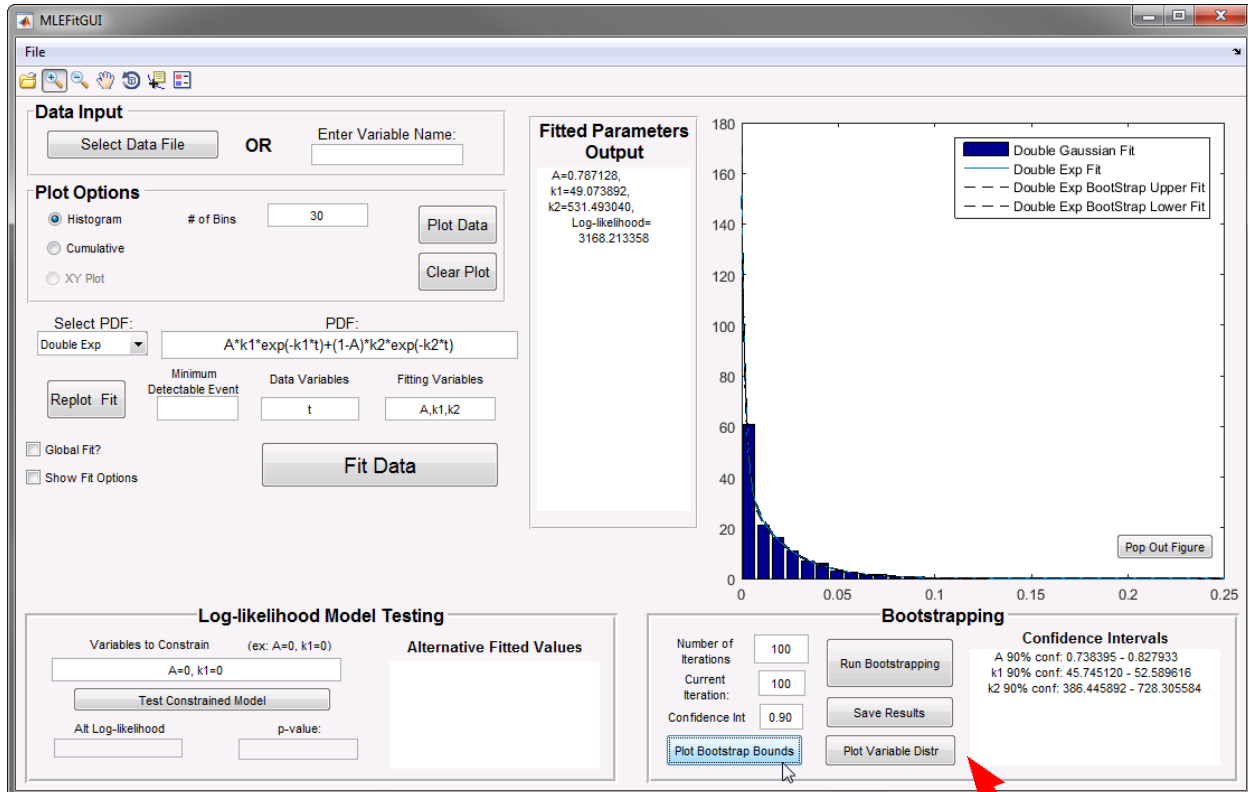 MLEFitGUI
File
Data Input
Select Data File
OR
Enter Variable Name:
Plot Options
Histogram
# of Bins
30
Plot Data
Cumulative
Clear Plot
XY Plot
Select PDF:
PDF:
Double Exp
A*k1*exp(-k1*t)+(1-A)*k2*exp(-k2*t)
Replot Fit
Minimum
Detectable Event
Data Variables
Fitting Variables
t
A,k1,k2
Global Fit?
Show Fit Options
Fit Data
Fitted Parameters
Output
A=0.787128,
k1=49.073892,
k2=531.493040,
Log-likelihood=
3168.213358
180
160
140
120
100
80
60
40
20
0
0
0.05
0.1
0.15
0.2
0.25
Double Gaussian Fit
Double Exp Fit
Double Exp BootStrap Upper Fit
Double Exp BootStrap Lower Fit
Pop Out Figure
Log-likelihood Model Testing
Variables to Constrain
(ex: A=0, k1=0)
A=0, k1=0
Test Constrained Model
Alt Log-likelihood
p-value:
Alternative Fitted Values
Bootstrapping
Number of
Iterations
100
Current
Iteration:
100
Confidence Int
0.90
Plot Bootstrap Bounds
Run Bootstrapping
Save Results
Plot Variable Distr
Confidence Intervals
A 90% conf: 0.738395 - 0.827933
k1 90% conf: 45.745120 - 52.589616
k2 90% conf: 386.445892 - 728.305584